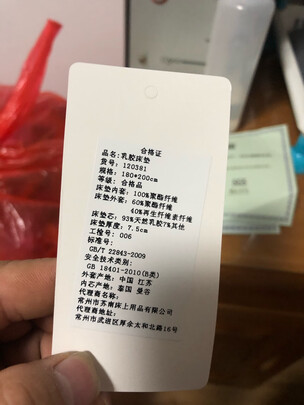 合格证
品名:乳胶床垫
货号:120381
规格:180*200cm
等级: 合格品
床垫内套: 100%聚酯纤维
床垫外套: 60%聚酯纤维
40%再生纤维素纤维
床垫芯: 93%天然乳胶7%其他
床垫厚度: 7.5cm
工检号: 006
标准号:
GB/T 22843-2009
安全技术类别:
GB 18401-2010(B类)
外套产地: 中国 江苏
内芯产地: 泰国 曼谷
代理商名称:
常州市苏南床上用品有限公司
代理商地址:
常州市武进区厚余太和北路16号